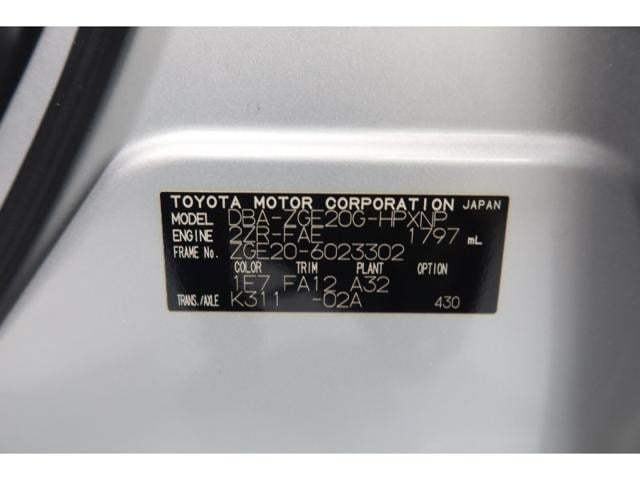 TOYOTA MOTOR CORPORATION JAPAN
MODEL DBA-ZGE20G-HPXNP
ENGINE 2ZR-FAE 1797 mL
FRAME No. ZGE20-6023302
COLOR TRIM PLANT OPTION
1E7 FA12 A32
TRANS./AXLE K311 -02A 430